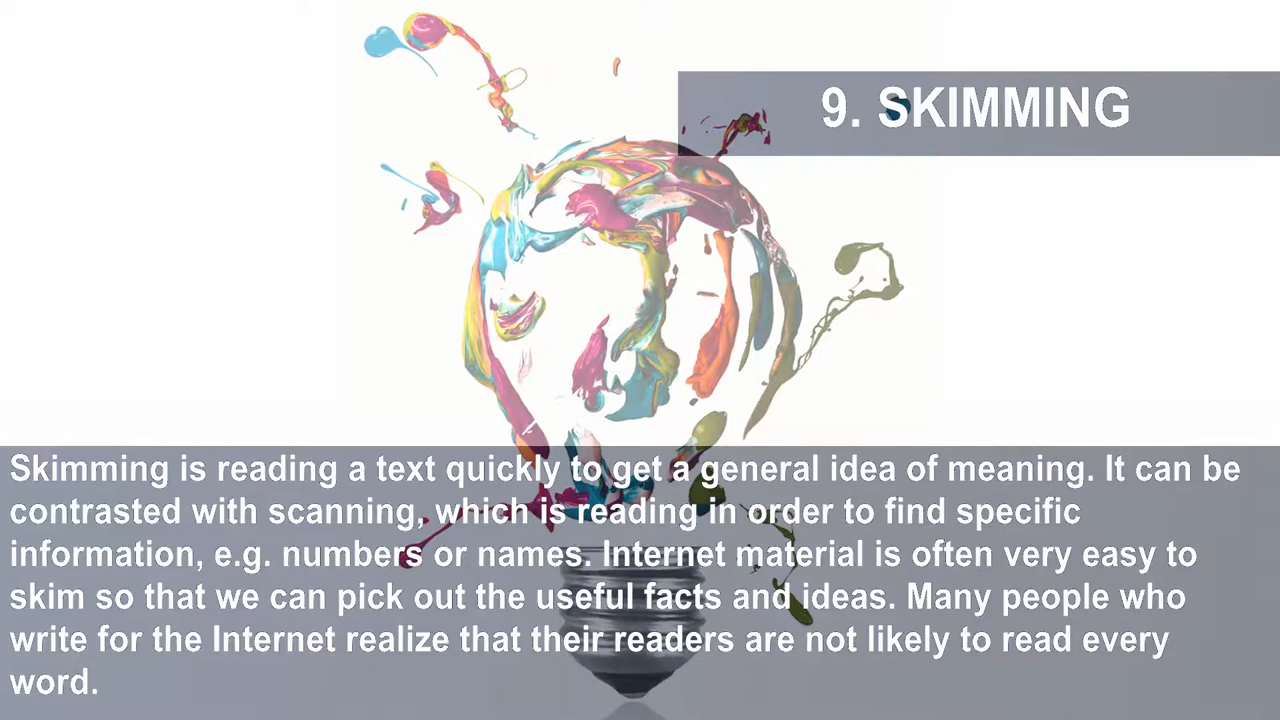 9. SKIMMING
Skimming is reading a text quickly to get a general idea of meaning. It can be
contrasted with scanning, which is reading in order to find specific
information, e.g. numbers or names. Internet material is often very easy to
skim so that we can pick out the useful facts and ideas. Many people who
write for the Internet realize that their readers are not likely to read every
word.